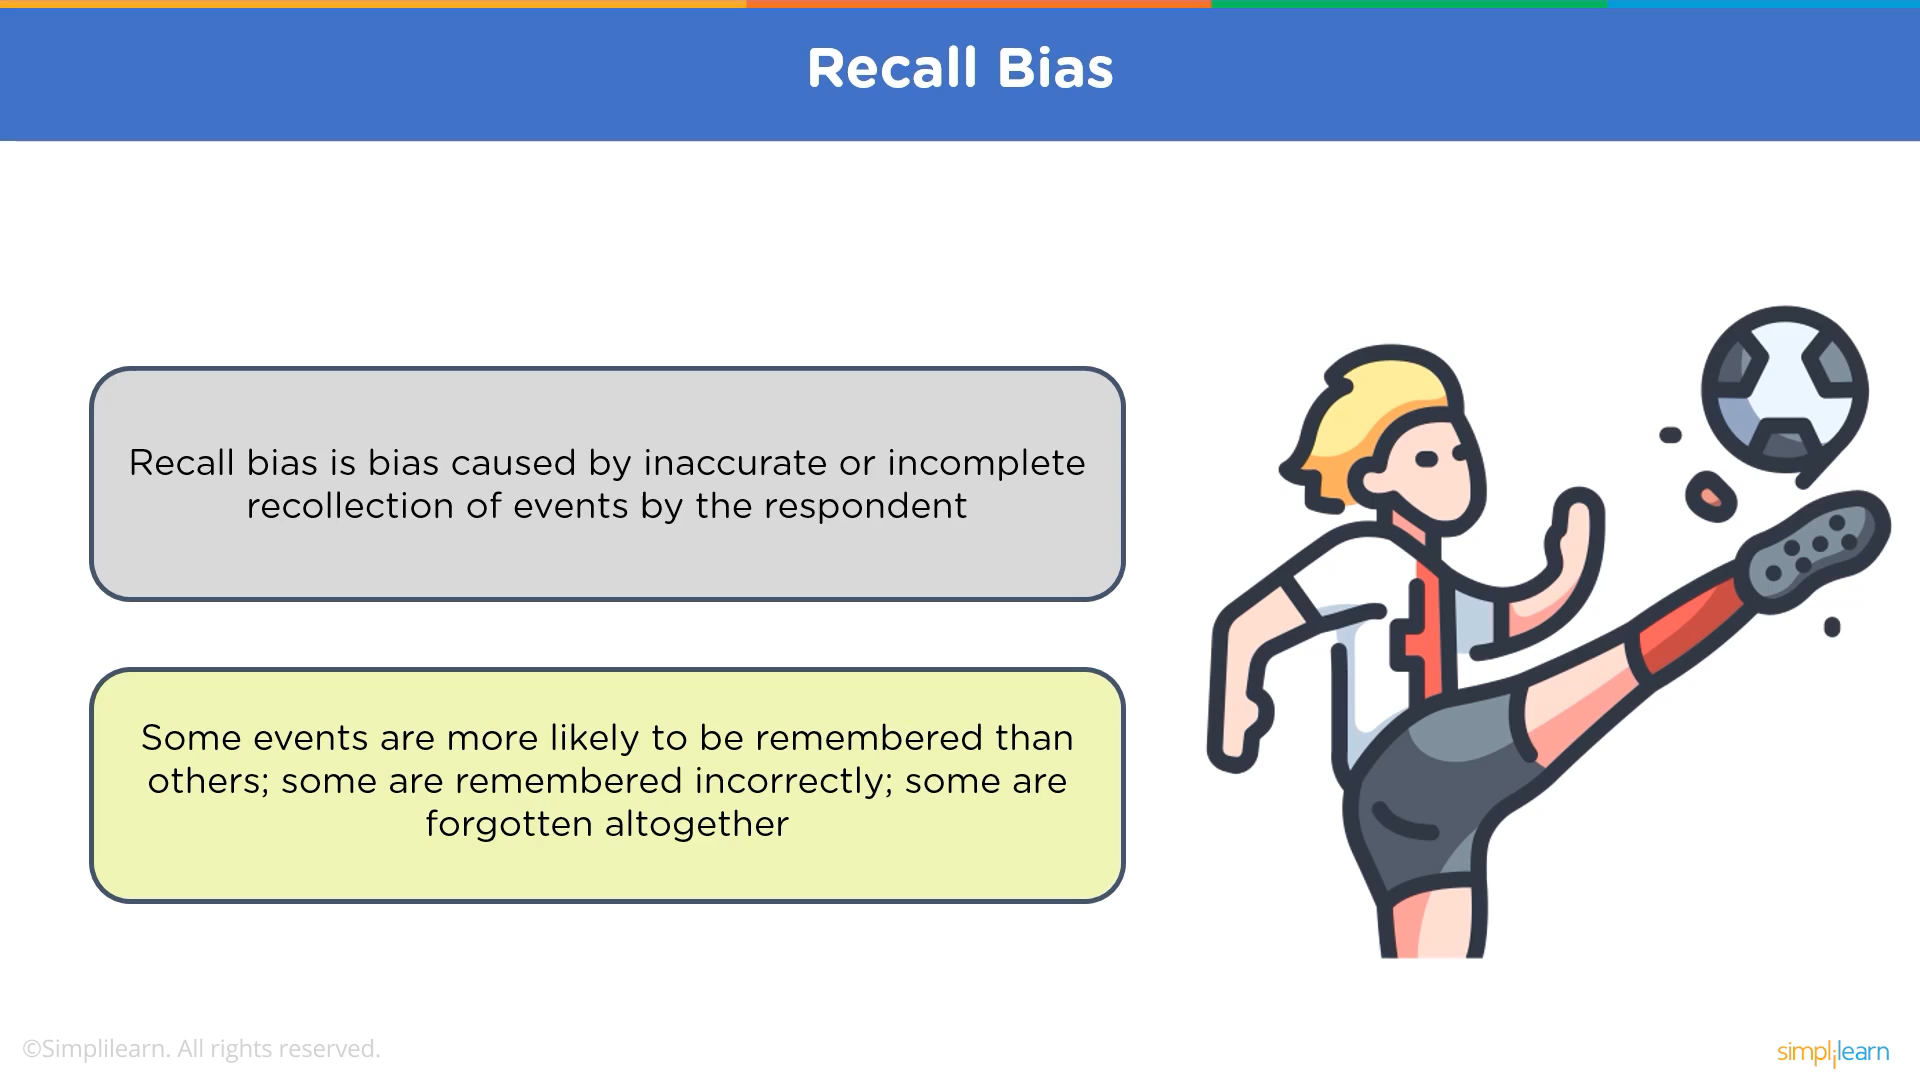 Recall Bias
Recall bias is bias caused by inaccurate or incomplete
recollection of events by the respondent
Some events are more likely to be remembered than
others; some are remembered incorrectly; some are
forgotten altogether
©Simplilearn. All rights reserved.
simplilearn